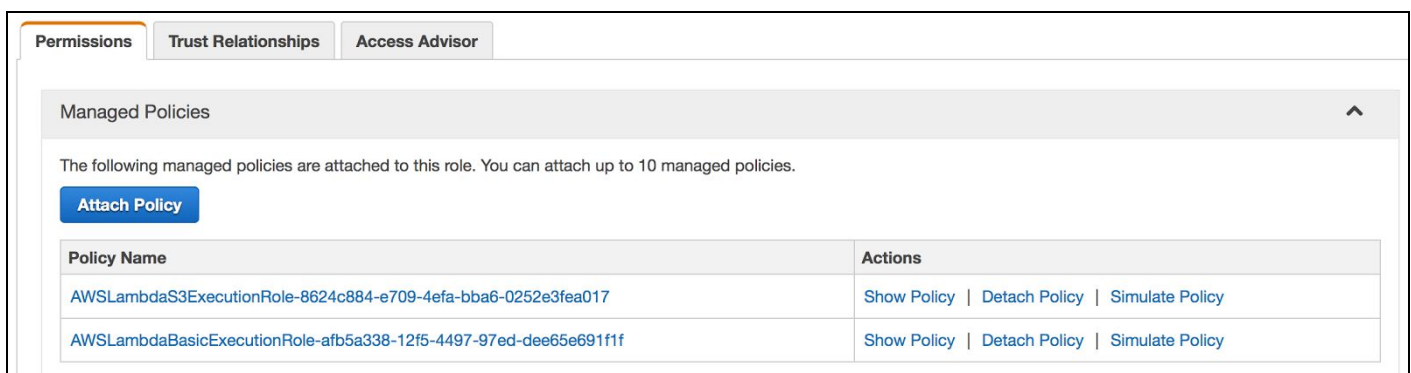 Permissions Trust Relationships Access Advisor
Managed Policies
The following managed policies are attached to this role. You can attach up to 10 managed policies.
Attach Policy
Policy Name Actions
AWSLambdaS3ExecutionRole-8624c884-e709-4efa-bba6-0252e3fea017 Show Policy | Detach Policy | Simulate Policy
AWSLambdaBasicExecutionRole-afb5a338-12f5-4497-97ed-dee65e691f1f Show Policy | Detach Policy | Simulate Policy